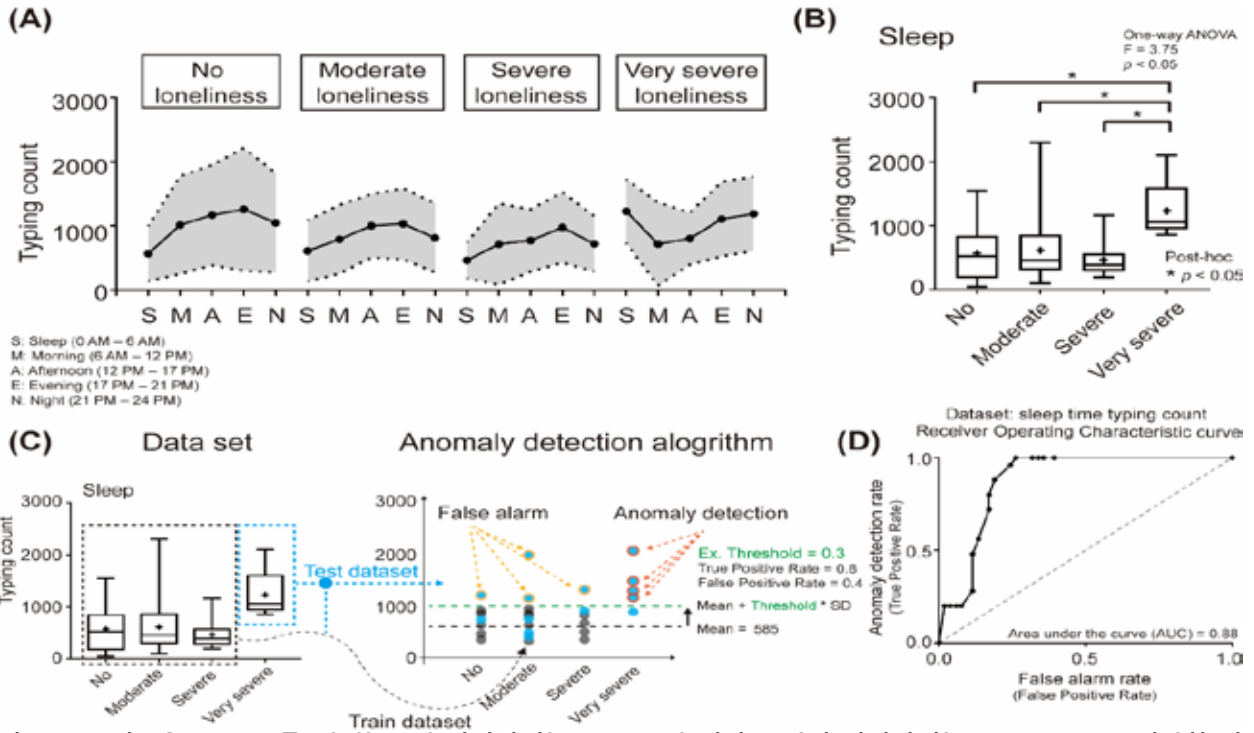 (A)
No
loneliness
Moderate
loneliness
Severe
loneliness
Very severe
loneliness
Typing count
3000
2000
1000
0
S M A E N S M A E N S M A E N S M A E N
S: Sleep (0 AM – 6 AM)
M: Morning (6 AM – 12 PM)
A: Afternoon (12 PM – 17 PM)
E: Evening (17 PM – 21 PM)
N: Night (21 PM – 24 PM)
(B)
Sleep
One-way ANOVA
F = 3.75
p < 0.05
*
*
*
Typing count
3000
2000
1000
0
Post-hoc
* p < 0.05
No
Moderate
Severe
Very severe
(C)
Data set
Sleep
Typing count
3000
2000
1000
0
No
Moderate
Severe
Very severe
Test dataset
Train dataset
Anomaly detection alogrithm
3000
2000
1000
0
False alarm
Anomaly detection
Ex. Threshold = 0.3
True Positive Rate = 0.8
False Positive Rate = 0.4
Mean + Threshold * SD
Mean = 585
No
Moderate
Severe
Very severe
(D)
Dataset: sleep time typing count
Receiver Operating Characteristic curve
Anomaly detection rate
(True Positive Rate)
1.0
0.5
0.0
Area under the curve (AUC) = 0.88
0.0
0.5
1.0
False alarm rate
(False Positive Rate)